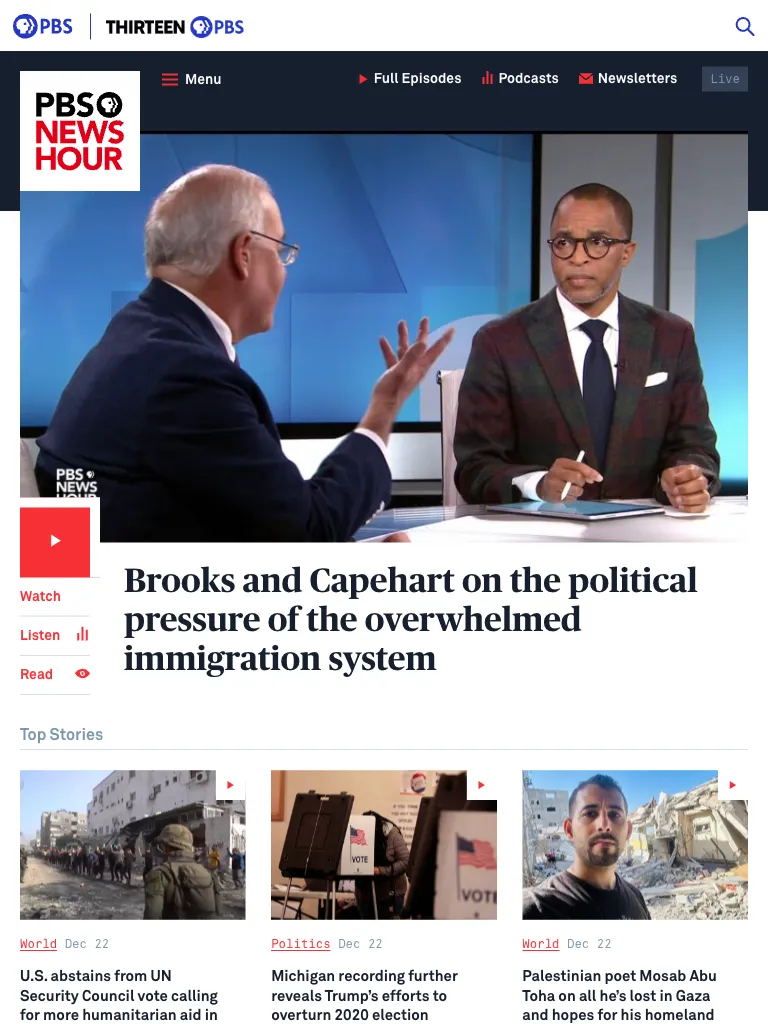 PBS THIRTEEN PBS
Menu Full Episodes Podcasts Newsletters Live
PBS
NEWS
HOUR
PBS
NEWS
HOUR
Watch
Listen
Read
Brooks and Capehart on the political
pressure of the overwhelmed
immigration system
Top Stories
VOTE
VOTE
World Dec 22
U.S. abstains from UN
Security Council vote calling
for more humanitarian aid in
Politics Dec 22
Michigan recording further
reveals Trump's efforts to
overturn 2020 election
World Dec 22
Palestinian poet Mosab Abu
Toha on all he's lost in Gaza
and hopes for his homeland